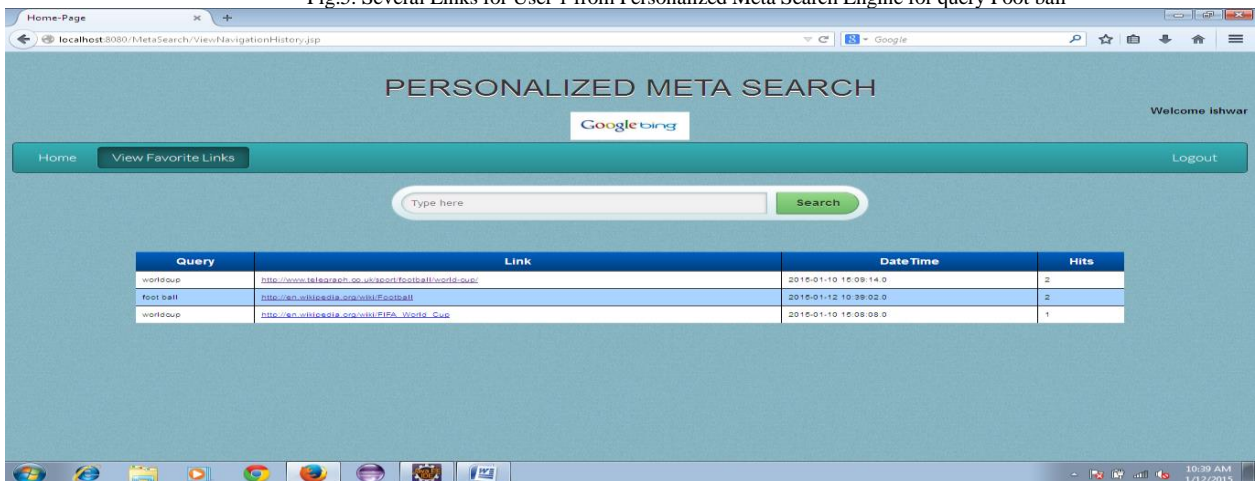 Fig.5. Several Links for User 1 from Personalized Meta Search Engine for query Foot ball
Home-Page
localhost:8080/MetaSearch/ViewNavigationHistory.jsp
Google
PERSONALIZED META SEARCH
Welcome ishwar
Google bing
Home View Favorite Links Logout
Type here Search
Query Link DateTime Hits
worldcup http://www.telegraph.co.uk/sport/football/world-cup/ 2015-01-10 15:09:14.0 2
foot ball http://en.wikipedia.org/wiki/Football 2015-01-12 10:39:02.0 2
worldcup http://en.wikipedia.org/wiki/FIFA_World_Cup 2015-01-10 15:08:08.0 1
10:39 AM
1/12/2015